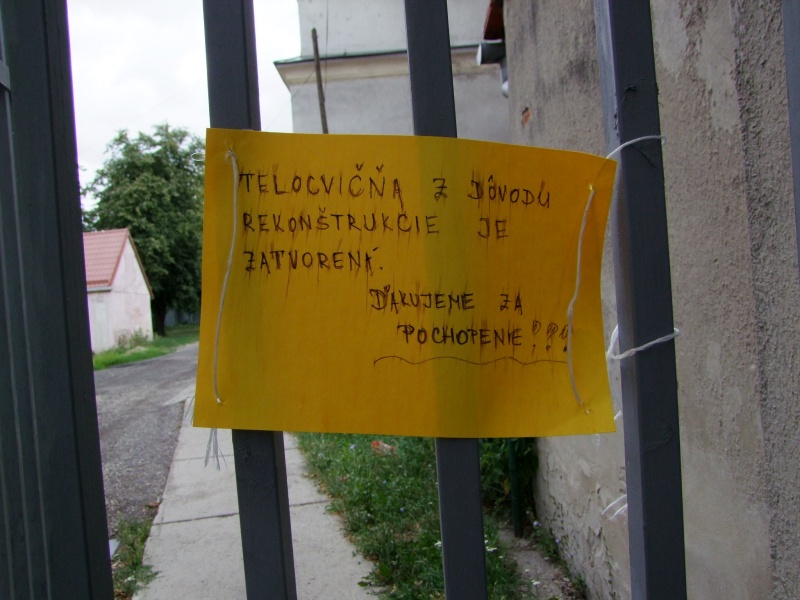 TELOCVIČŇA Z DÔVODU
REKONŠTRUKCIE JE
ZATVORENÁ.
ĎAKUJEME ZA
POCHOPENIE!!!